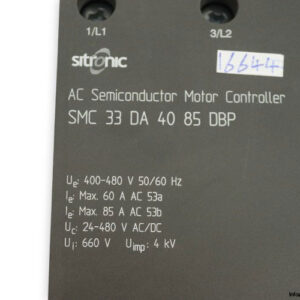 1/L1 3/L2
sitronic
16644
AC Semiconductor Motor Controller
SMC 33 DA 40 85 DBP
Ue: 400-480 V 50/60 Hz
Ie: Max. 60 A AC 53a
Ie: Max. 85 A AC 53b
Uc: 24-480 V AC/DC
Ui: 660 V Uimp: 4 kV